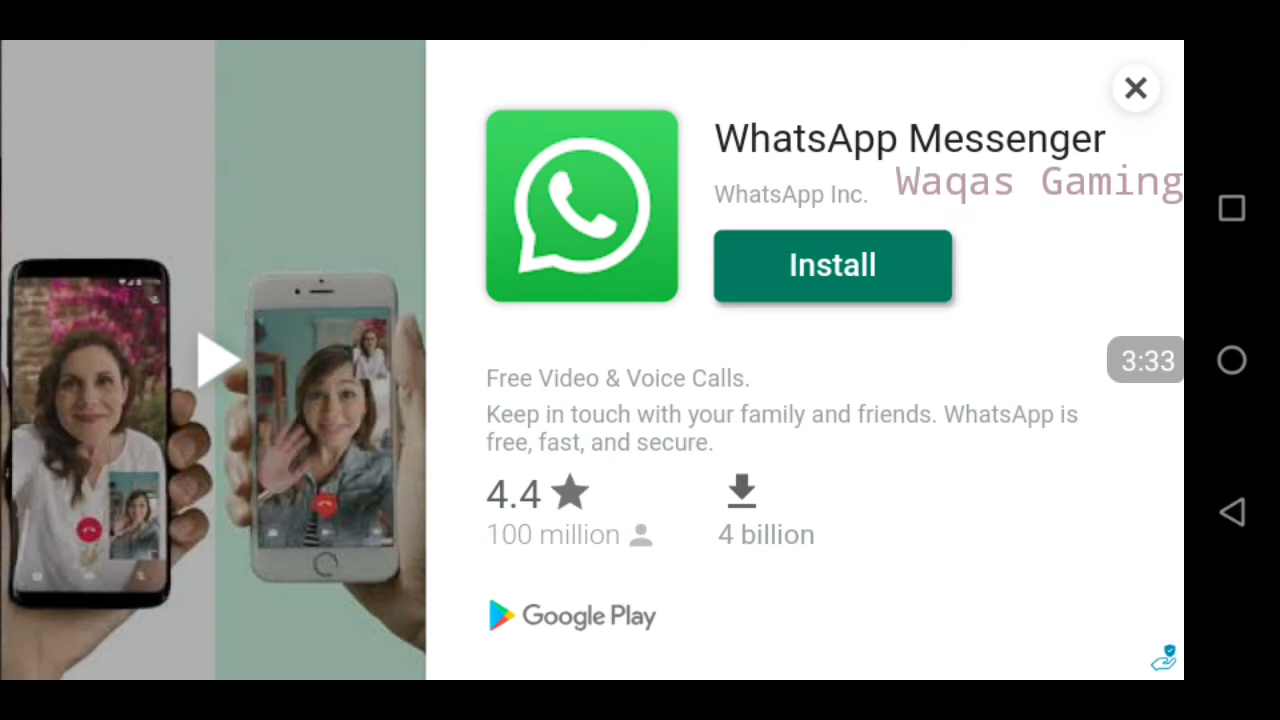 WhatsApp Messenger
Waqas Gaming
WhatsApp Inc.
Install
3:33
Free Video & Voice Calls.
Keep in touch with your family and friends. WhatsApp is
free, fast, and secure.
4.4
100 million
4 billion
Google Play